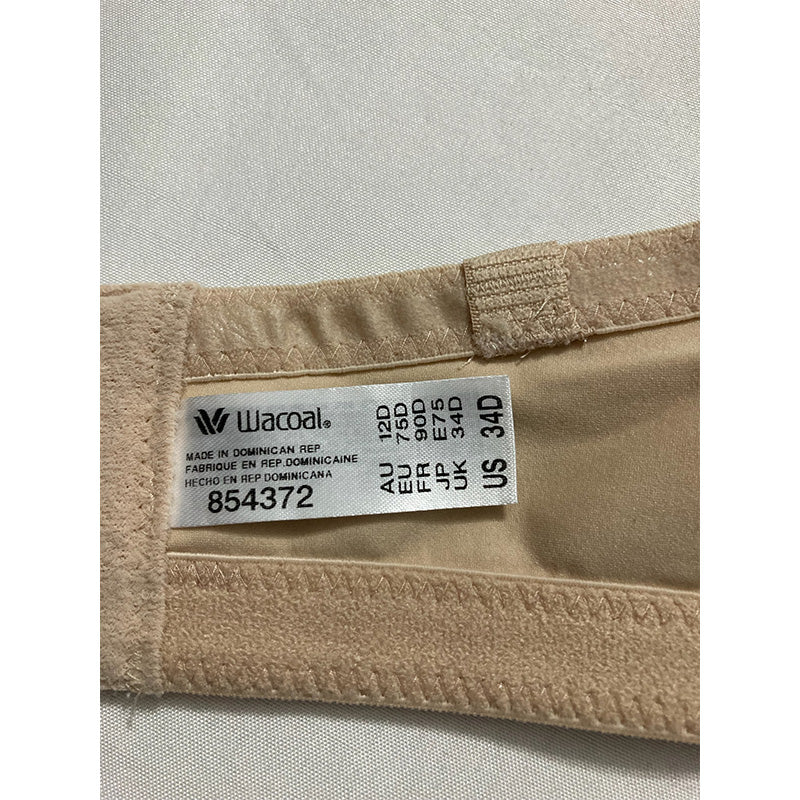 Wacoal®
MADE IN DOMINICAN REP
FABRIQUE EN REP.DOMINICAINE
HECHO EN REP.DOMINICANA
854372
AU 12D
EU 75D
FR 90D
JP E75
UK 34D
US 34D